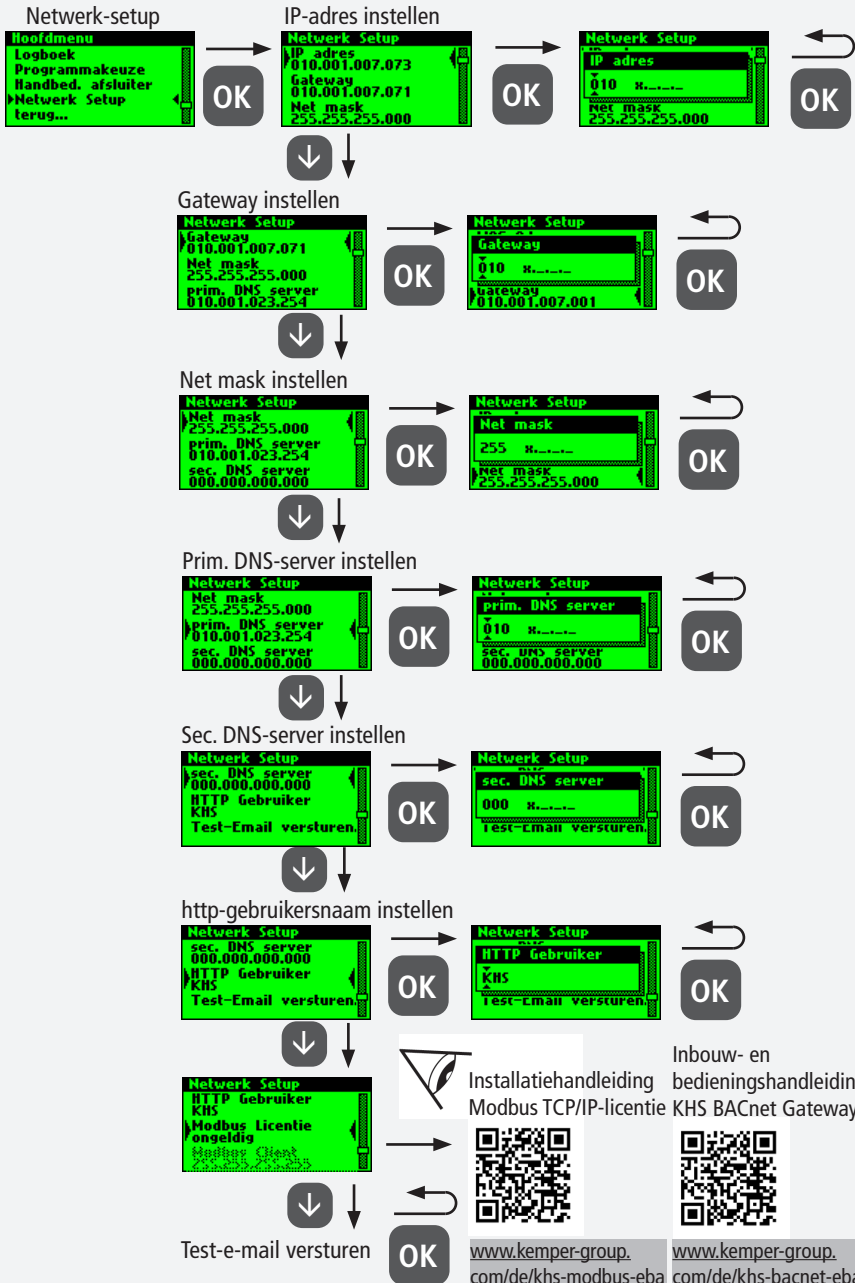 Netwerk-setup
Hoofdmenu
Logboek
Programmakeuze
Handbed. afsluiter
Netwerk Setup
terug...
OK
IP-adres instellen
Netwerk Setup
IP adres
010.001.007.073
Gateway
010.001.007.071
Net mask
255.255.255.000
OK
Netwerk Setup
IP adres
010 x._._._
Net mask
255.255.255.000
OK
Gateway instellen
Netwerk Setup
Gateway
010.001.007.071
Net mask
255.255.255.000
prim. DNS server
010.001.023.254
OK
Netwerk Setup
Gateway
010 x._._._
Gateway
010.001.007.001
OK
Net mask instellen
Netwerk Setup
Net mask
255.255.255.000
prim. DNS server
010.001.023.254
sec. DNS server
000.000.000.000
OK
Netwerk Setup
Net mask
255 x._._._
Net mask
255.255.255.000
OK
Prim. DNS-server instellen
Netwerk Setup
Net mask
255.255.255.000
prim. DNS server
010.001.023.254
sec. DNS server
000.000.000.000
OK
Netwerk Setup
prim. DNS server
010 x._._._
sec. DNS server
000.000.000.000
OK
Sec. DNS-server instellen
Netwerk Setup
sec. DNS server
000.000.000.000
HTTP Gebruiker
KHS
Test-Email versturen.
OK
Netwerk Setup
sec. DNS server
000 x._._._
Test-Email versturen.
OK
http-gebruikersnaam instellen
Netwerk Setup
sec. DNS server
000.000.000.000
HTTP Gebruiker
KHS
Test-Email versturen.
OK
Netwerk Setup
HTTP Gebruiker
KHS
Test-Email versturen.
OK
Netwerk Setup
HTTP Gebruiker
KHS
Modbus Licentie
ongeldig
Modbus Client
255.255.255.255
Installatiehandleiding
Modbus TCP/IP-licentie
www.kemper-group.
com/de/khs-modbus-eba
Inbouw- en
bedieningshandleidin
KHS BACnet Gateway
www.kemper-group.
com/de/khs-bacnet-eba
Test-e-mail versturen
OK